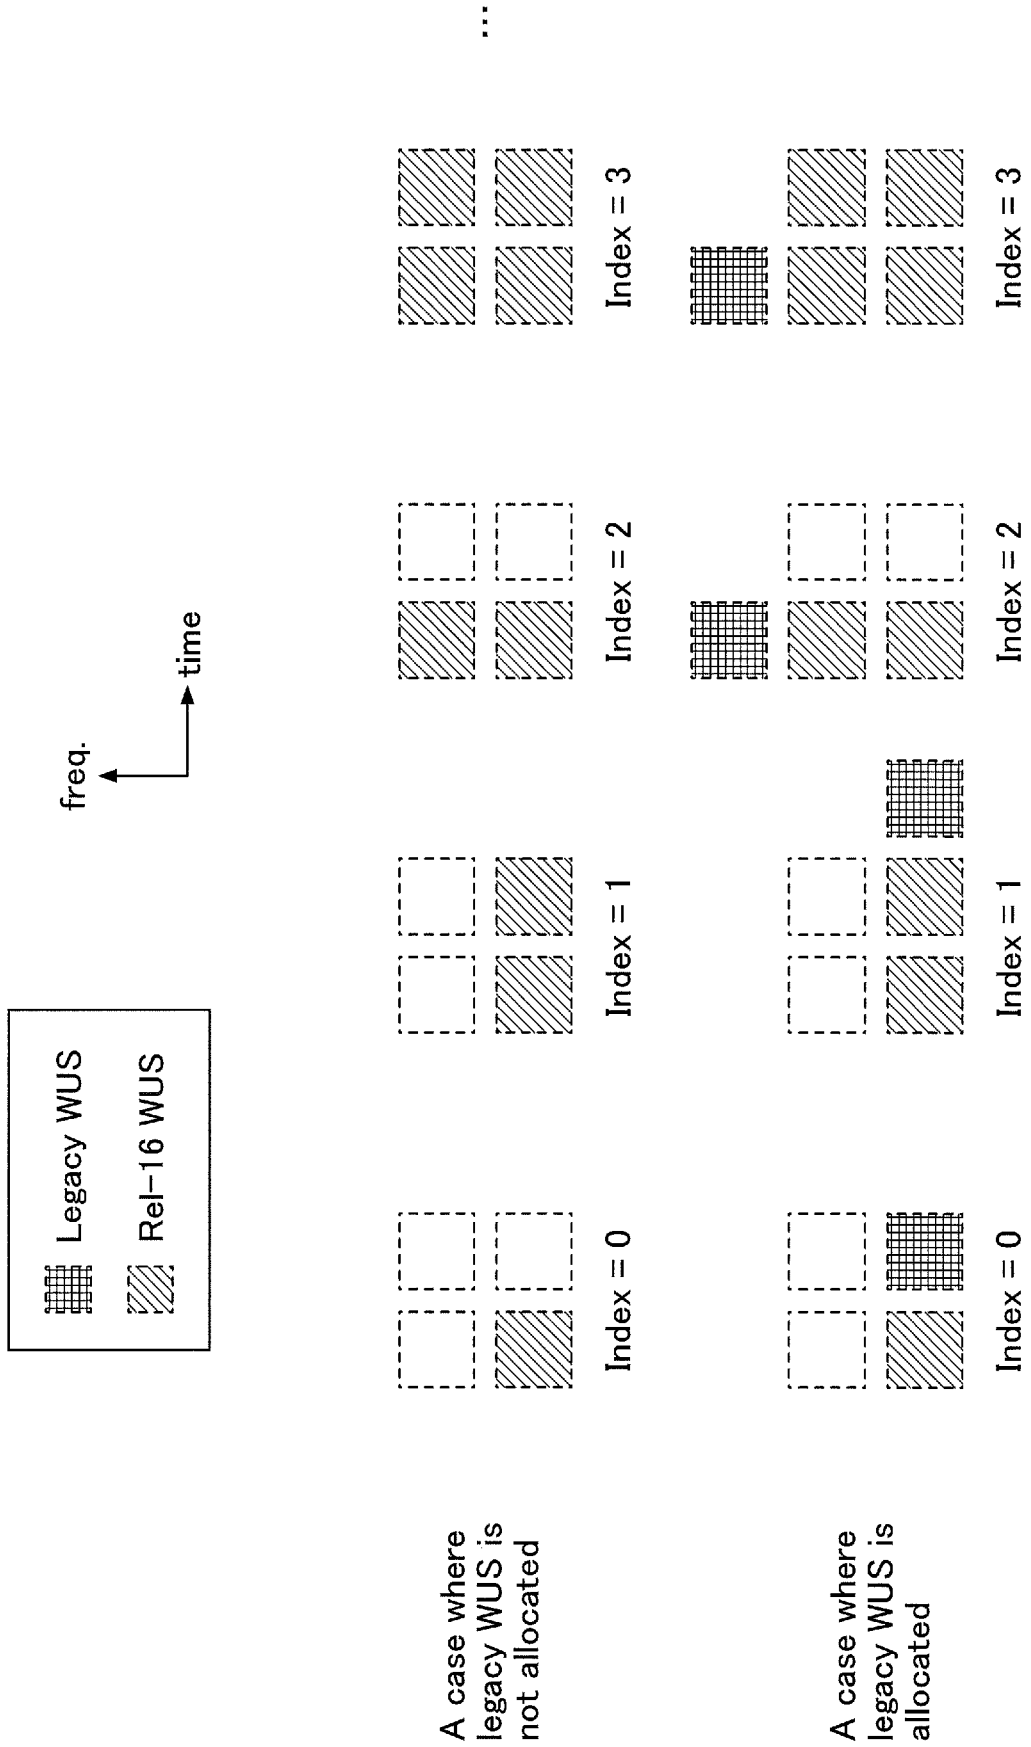 Legacy WUS
Rel-16 WUS
freq.
time
A case where
legacy WUS is
not allocated
Index = 0
Index = 1
Index = 2
Index = 3
...
A case where
legacy WUS is
allocated
Index = 0
Index = 1
Index = 2
Index = 3